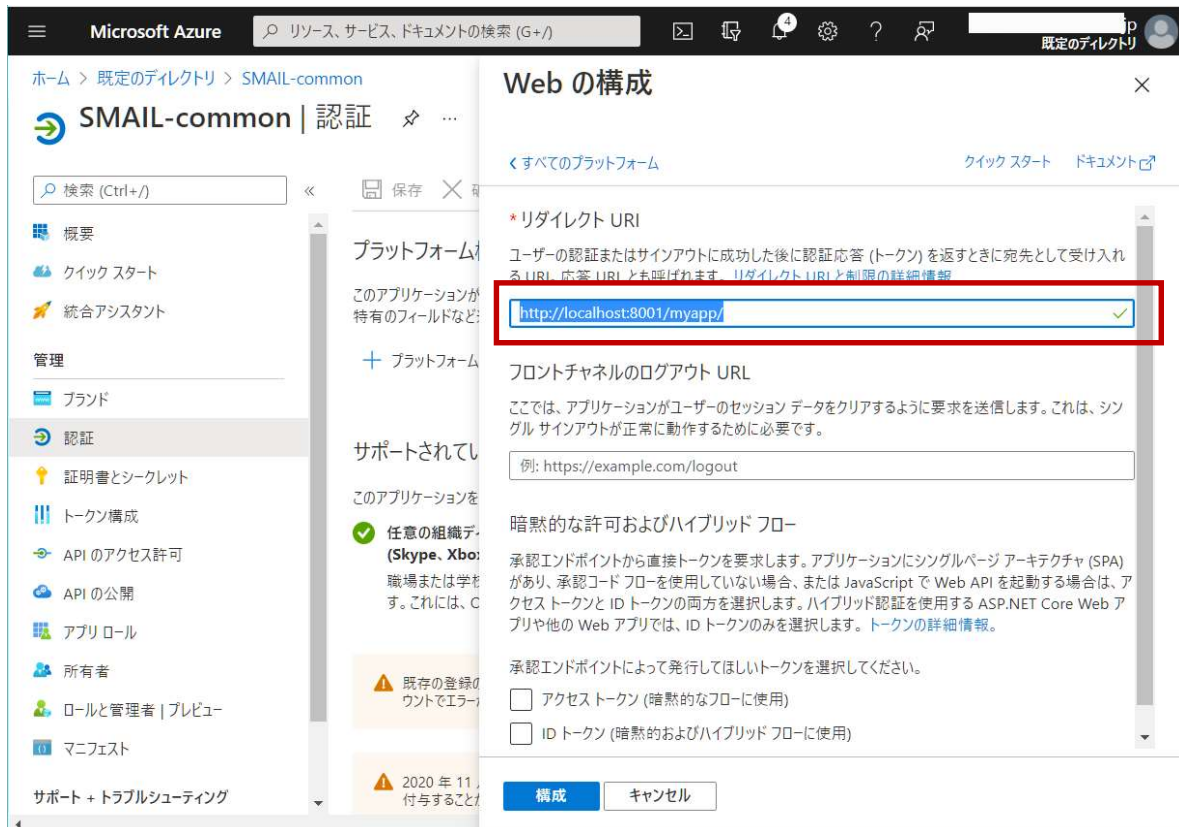 Microsoft Azure
リソース、サービス、ドキュメントの検索 (G+/)
4
jp
既定のディレクトリ
ホーム > 既定のディレクトリ > SMAIL-common
SMAIL-common | 認証
検索 (Ctrl+/)
概要
クイック スタート
統合アシスタント
管理
ブランド
認証
証明書とシークレット
トークン構成
API のアクセス許可
API の公開
アプリ ロール
所有者
ロールと管理者 | プレビュー
マニフェスト
サポート + トラブルシューティング
保存
プラットフォーム
このアプリケーションが
特有のフィールドなど
プラットフォーム
サポートされてい
このアプリケーションを
任意の組織デ
(Skype、Xbo
職場または学校
す。これには、
既存の登録の
ウントでエラー
2020 年 11
付与すること
Web の構成
すべてのプラットフォーム
クイック スタート
ドキュメント
* リダイレクト URI
ユーザーの認証またはサインアウトに成功した後に認証応答 (トークン) を返すときに宛先として受け入れ
る URI。応答 URL とも呼ばれます。リダイレクト URI と制限の詳細情報
http://localhost:8001/myapp/
フロントチャネルのログアウト URL
ここでは、アプリケーションがユーザーのセッション データをクリアするように要求を送信します。これは、シン
グル サインアウトが正常に動作するために必要です。
例: https://example.com/logout
暗黙的な許可およびハイブリッド フロー
承認エンドポイントから直接トークンを要求します。アプリケーションにシングルページ アーキテクチャ (SPA)
があり、承認コード フローを使用していない場合、または JavaScript で Web API を起動する場合は、ア
クセス トークンと ID トークンの両方を選択します。ハイブリッド認証を使用する ASP.NET Core Web ア
プリや他の Web アプリでは、ID トークンのみを選択します。トークンの詳細情報。
承認エンドポイントによって発行してほしいトークンを選択してください。
アクセス トークン (暗黙的なフローに使用)
ID トークン (暗黙的およびハイブリッド フローに使用)
構成
キャンセル